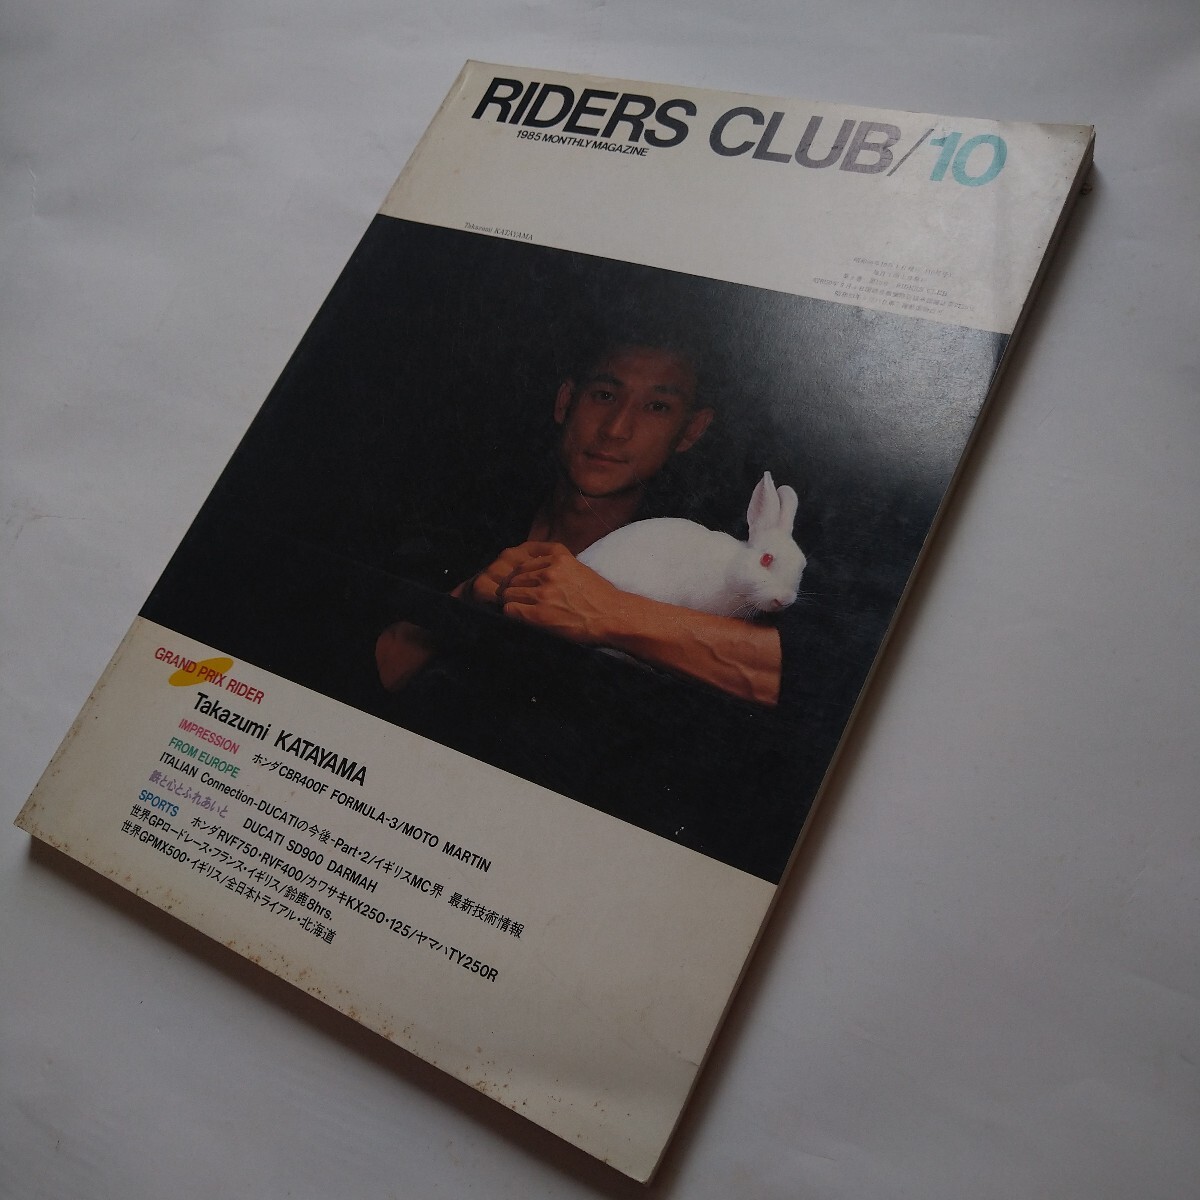 RIDERS CLUB/10
1985 MONTHLY MAGAZINE
Takazumi KATAYAMA
GRAND PRIX RIDER
Takazumi KATAYAMA
IMPRESSION ホンダCBR400F FORMULA-3/MOTO MARTIN
FROM EUROPE
ITALIAN Connection-DUCATIの今後-Part・2/イギリスMC界 最新技術情報
鉄と心とふれあいと DUCATI SD900 DARMAH
SPORTS ホンダRVF750・RVF400/カワサキKX250・125/ヤマハTY250R
世界GPロードレース・フランス・イギリス/鈴鹿8hrs.
世界GPMX500・イギリス/全日本トライアル・北海道